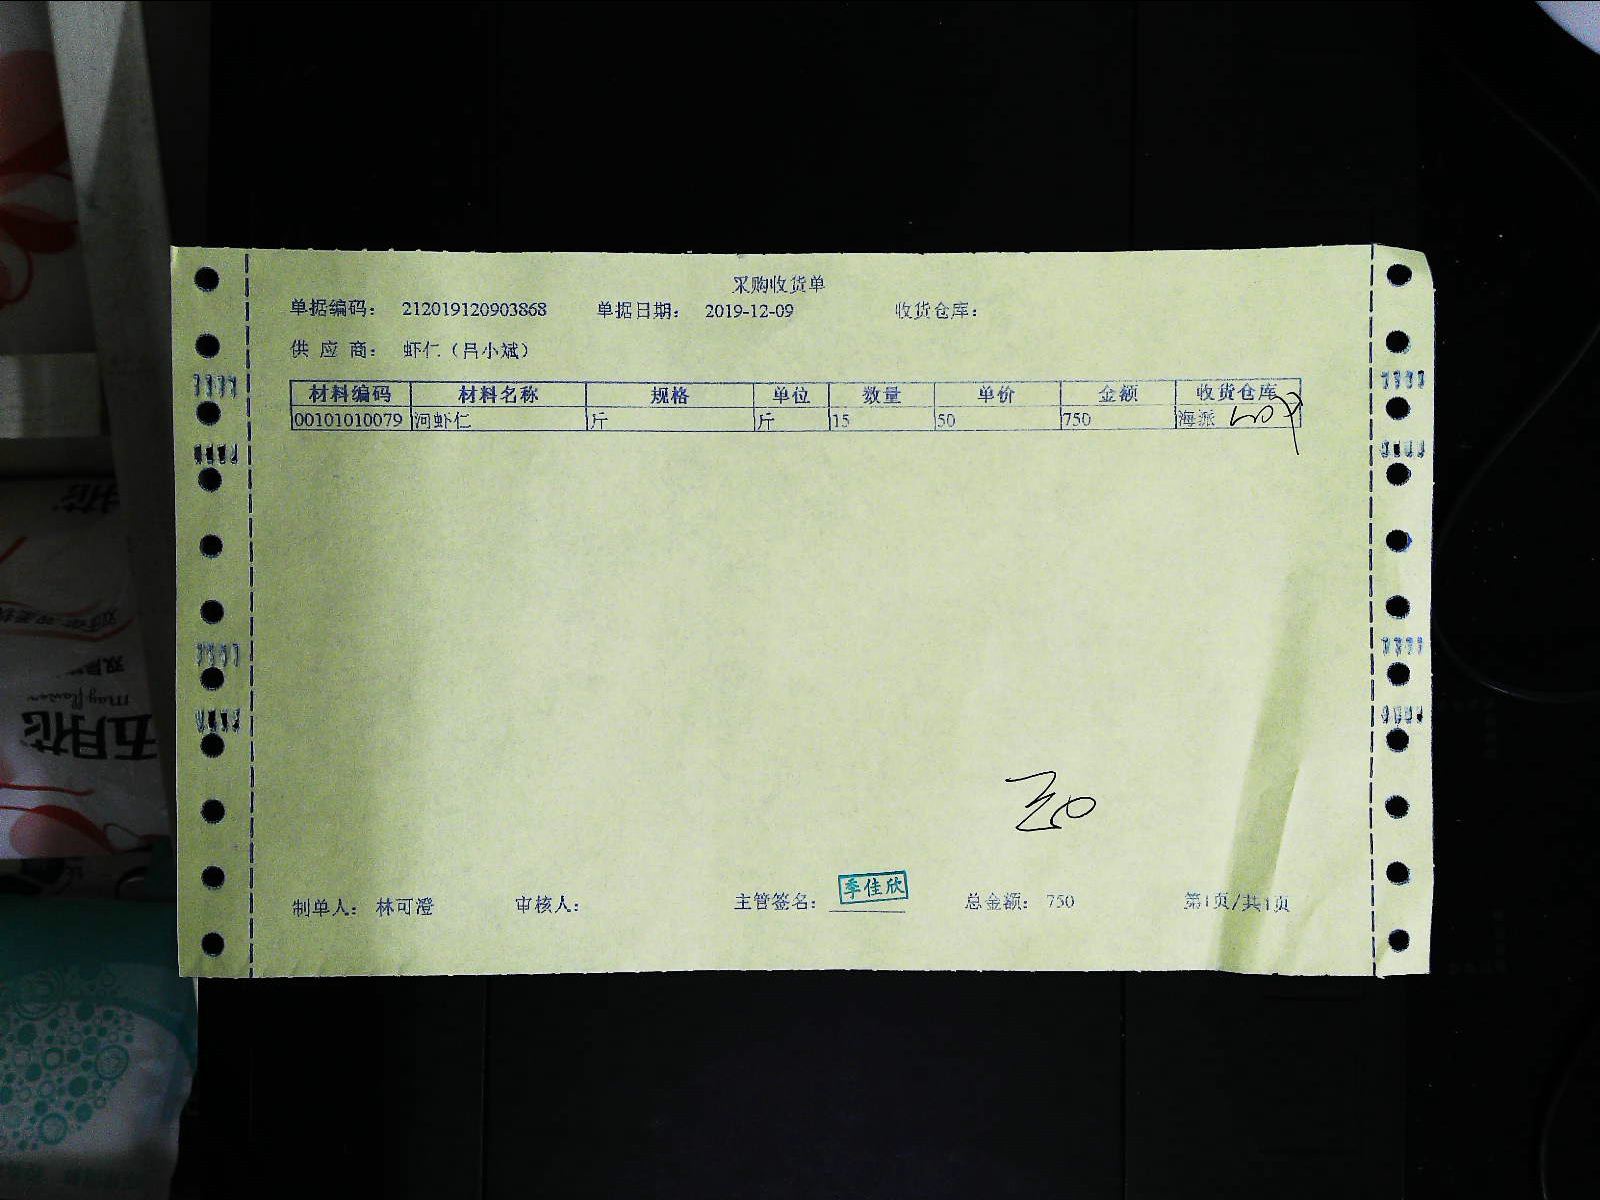 采购收货单
单据编码： 212019120903868 单据日期： 2019-12-09 收货仓库：
供 应 商： 虾仁（吕小斌）
材料编码 材料名称 规格 单位 数量 单价 金额 收货仓库
00101010079 河虾仁 斤 斤 15 50 750 海派
制单人： 林可澄 审核人： 主管签名： 季佳欣 总金额： 750 第1页/共1页
五月花
mayflower